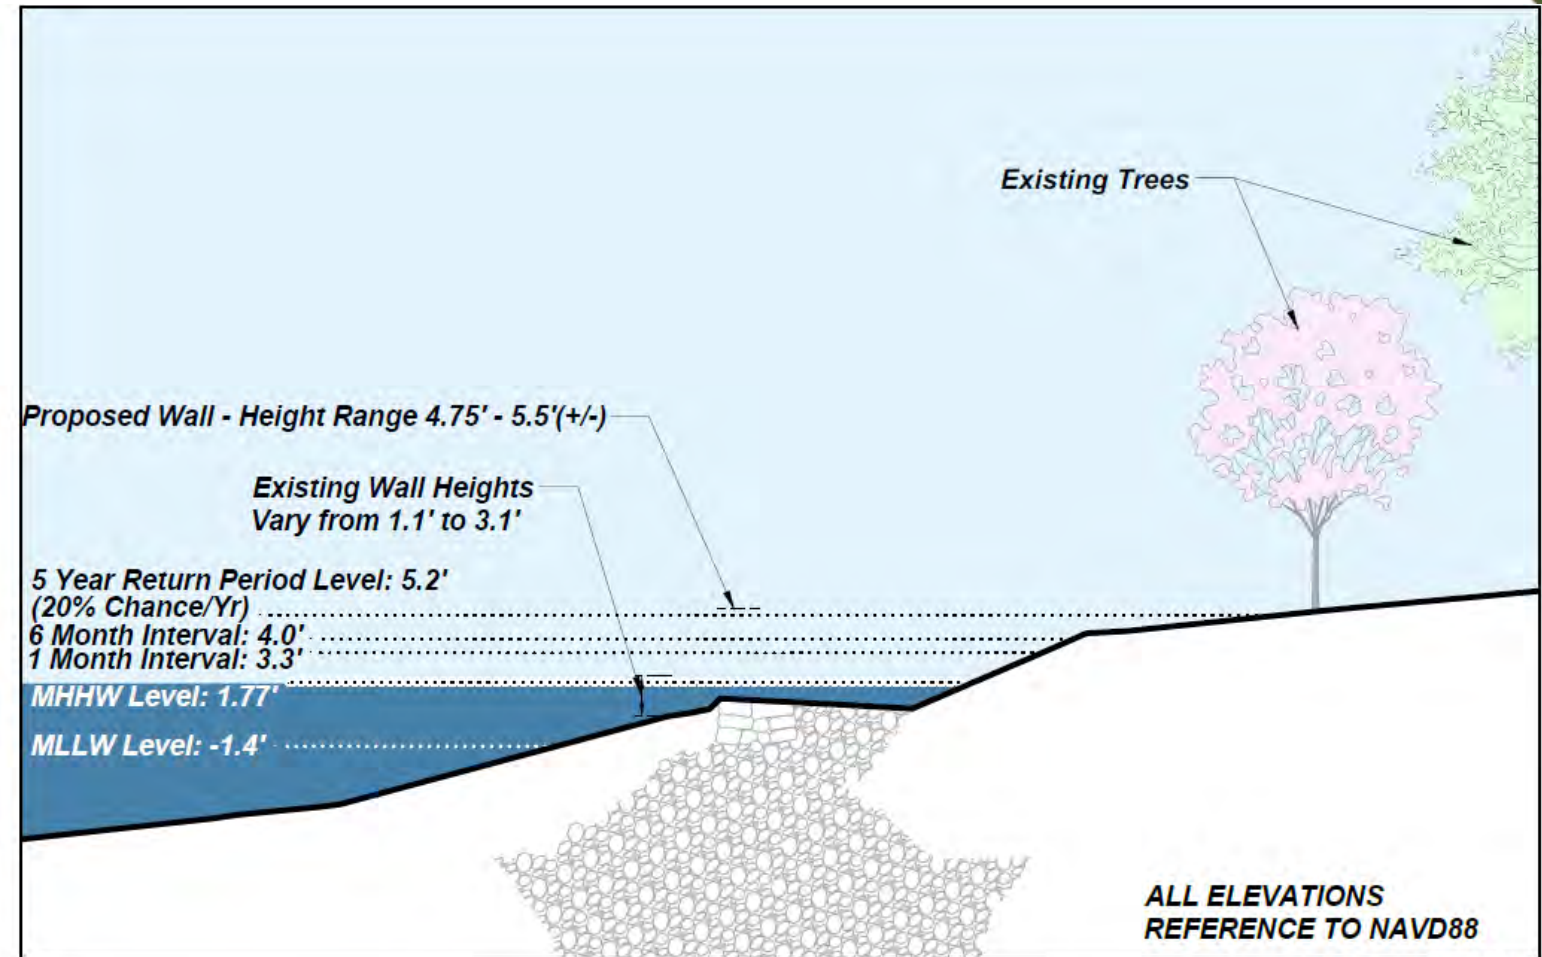 Existing Trees
Proposed Wall - Height Range 4.75' - 5.5'(+/-)
Existing Wall Heights
Vary from 1.1' to 3.1'
5 Year Return Period Level: 5.2'
(20% Chance/Yr)
6 Month Interval: 4.0'
1 Month Interval: 3.3'
MHHW Level: 1.77'
MLLW Level: -1.4'
ALL ELEVATIONS
REFERENCE TO NAVD88